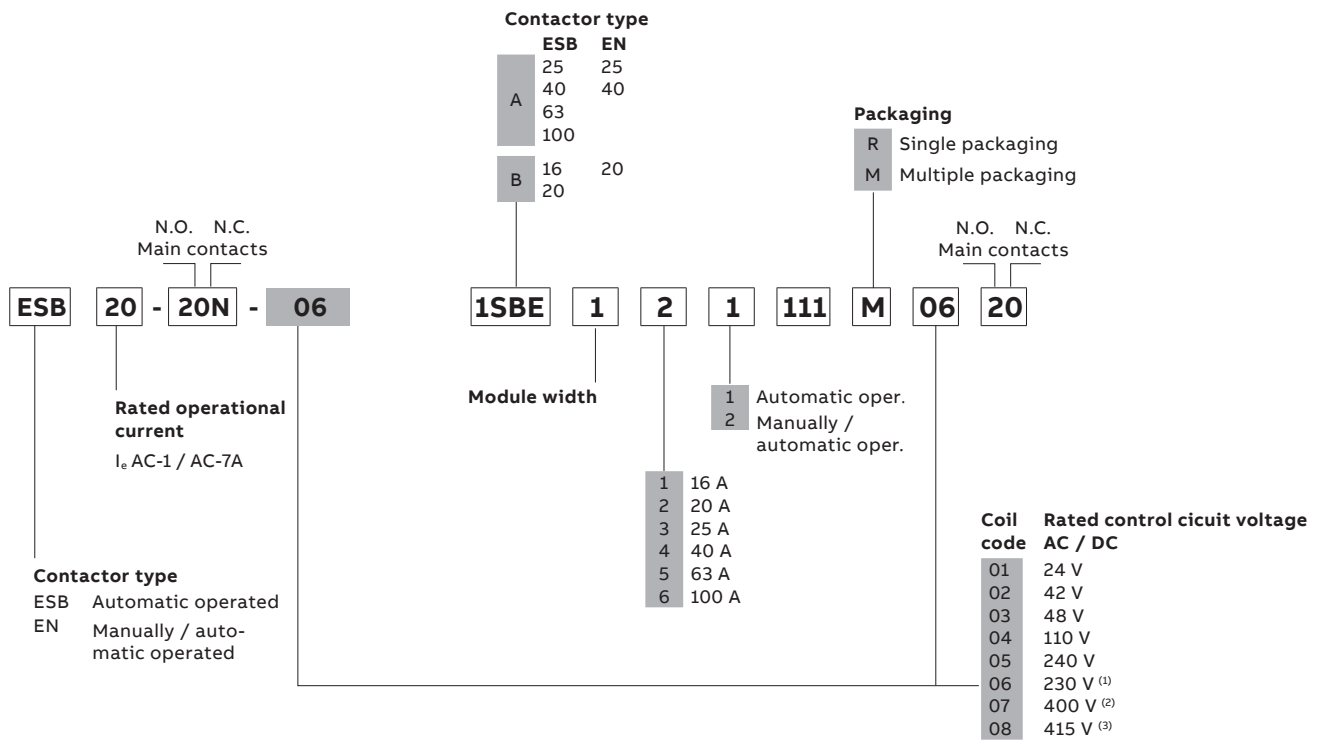 Contactor type
ESB EN
A
25 25
40 40
63
100
B
16 20
20
Packaging
R Single packaging
M Multiple packaging
N.O. N.C.
Main contacts
N.O. N.C.
Main contacts
ESB 20 - 20N - 06
1SBE 1 2 1 111 M 06 20
Rated operational
current
Ie AC-1 / AC-7A
Module width
1 Automatic oper.
2 Manually /
automatic oper.
1 16 A
2 20 A
3 25 A
4 40 A
5 63 A
6 100 A
Contactor type
ESB Automatic operated
EN Manually / auto-
matic operated
Coil Rated control cicuit voltage
code AC / DC
01 24 V
02 42 V
03 48 V
04 110 V
05 240 V
06 230 V (1)
07 400 V (2)
08 415 V (3)